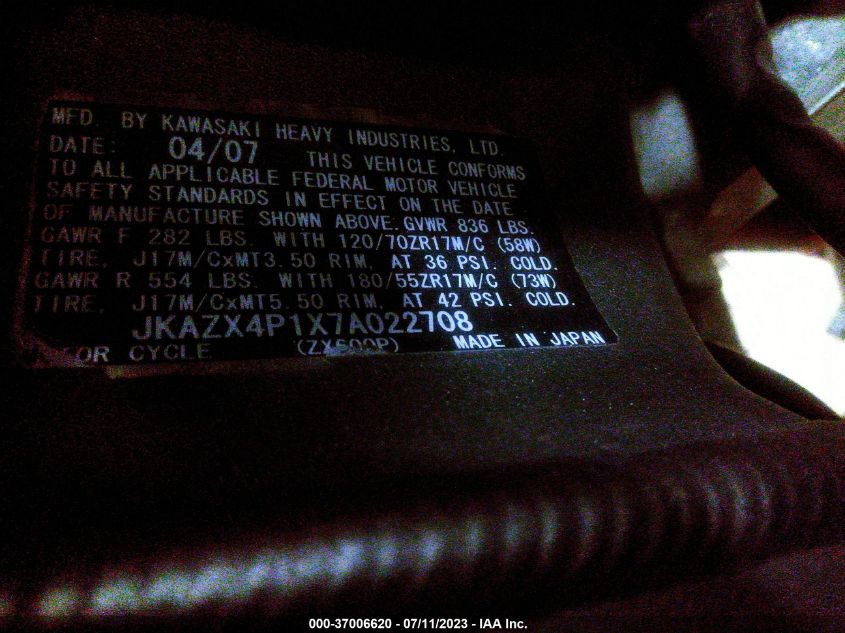 MFD. BY KAWASAKI HEAVY INDUSTRIES, LTD.
DATE: 04/07 THIS VEHICLE CONFORMS
TO ALL APPLICABLE FEDERAL MOTOR VEHICLE
SAFETY STANDARDS IN EFFECT ON THE DATE
OF MANUFACTURE SHOWN ABOVE. GVWR 836 LBS.
GAWR F 282 LBS. WITH 120/70ZR17M/C (58W)
TIRE, J17M/CxMT3.50 RIM, AT 36 PSI. COLD.
GAWR R 554 LBS. WITH 180/55ZR17M/C (73W)
TIRE, J17M/CxMT5.50 RIM, AT 42 PSI. COLD.
JKAZX4P1X7A022708
OR CYCLE (ZX600P) MADE IN JAPAN
000-37006620 - 07/11/2023 - IAA Inc.